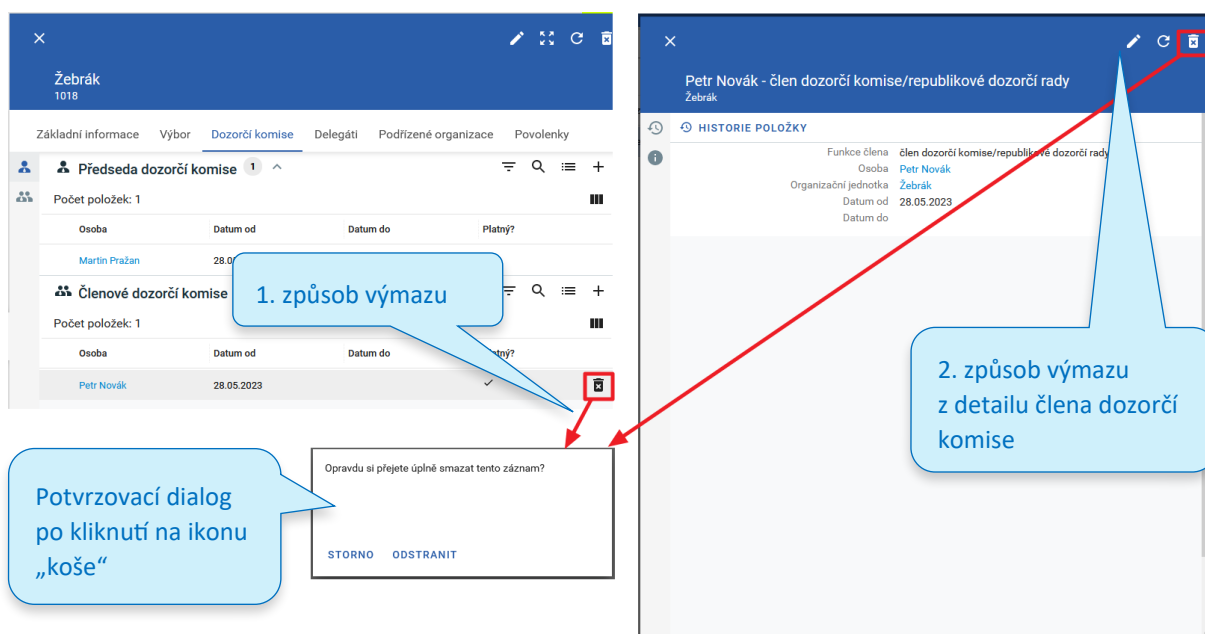 Žebrák
1018
Základní informace Výbor Dozorčí komise Delegáti Podřízené organizace Povolenky
Předseda dozorčí komise 1
Počet položek: 1
Osoba Datum od Datum do Platný?
Martin Pražan 28.0
Členové dozorčí komise
Počet položek: 1
Osoba Datum od Datum do tný?
Petr Novák 28.05.2023
1. způsob výmazu
Opravdu si přejete úplně smazat tento záznam?
STORNO ODSTRANIT
Potvrzovací dialog
po kliknutí na ikonu
„koše“
Petr Novák - člen dozorčí komise/republikové dozorčí rady
Žebrák
HISTORIE POLOŽKY
Funkce člena člen dozorčí komise/republikové dozorčí rady
Osoba Petr Novák
Organizační jednotka Žebrák
Datum od 28.05.2023
Datum do
2. způsob výmazu
z detailu člena dozorčí
komise